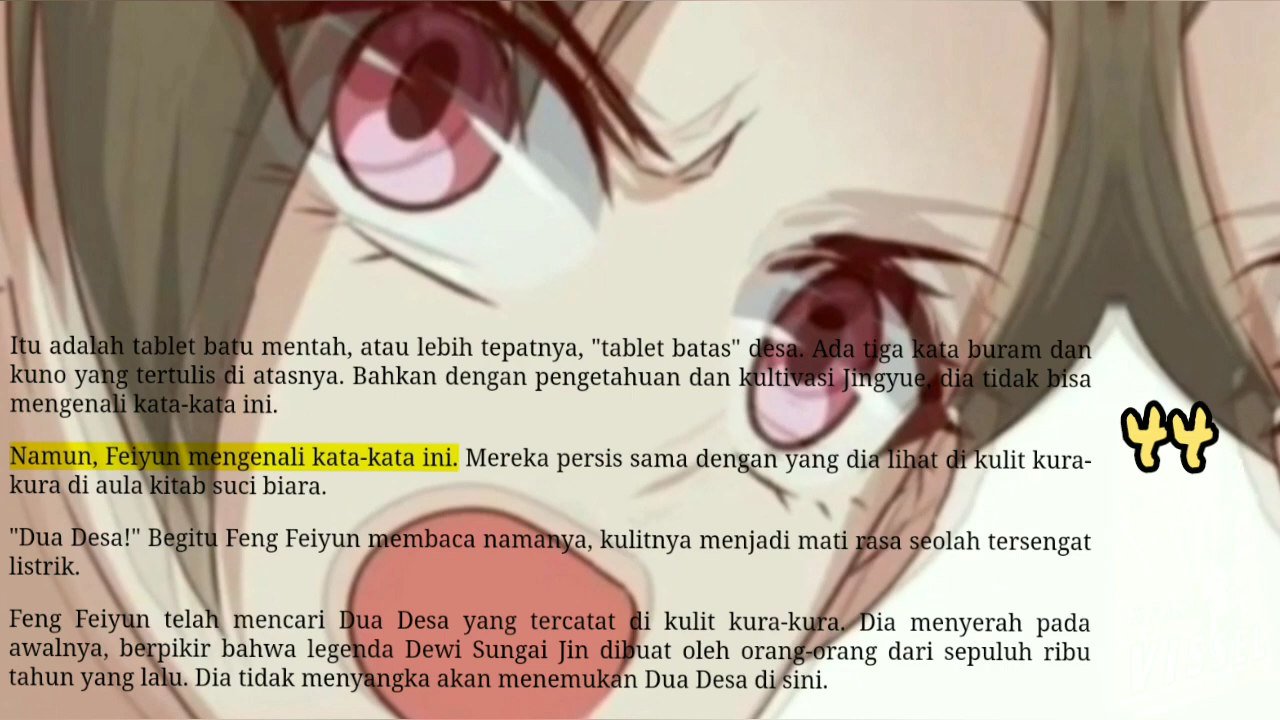 Itu adalah tablet batu mentah, atau lebih tepatnya, "tablet batas" desa. Ada tiga kata buram dan
kuno yang tertulis di atasnya. Bahkan dengan pengetahuan dan kultivasi Jingyue, dia tidak bisa
mengenali kata-kata ini.
Namun, Feiyun mengenali kata-kata ini. Mereka persis sama dengan yang dia lihat di kulit kura-
kura di aula kitab suci biara.
"Dua Desa!" Begitu Feng Feiyun membaca namanya, kulitnya menjadi mati rasa seolah tersengat
listrik.
Feng Feiyun telah mencari Dua Desa yang tercatat di kulit kura-kura. Dia menyerah pada
awalnya, berpikir bahwa legenda Dewi Sungai Jin dibuat oleh orang-orang dari sepuluh ribu
tahun yang lalu. Dia tidak menyangka akan menemukan Dua Desa di sini.